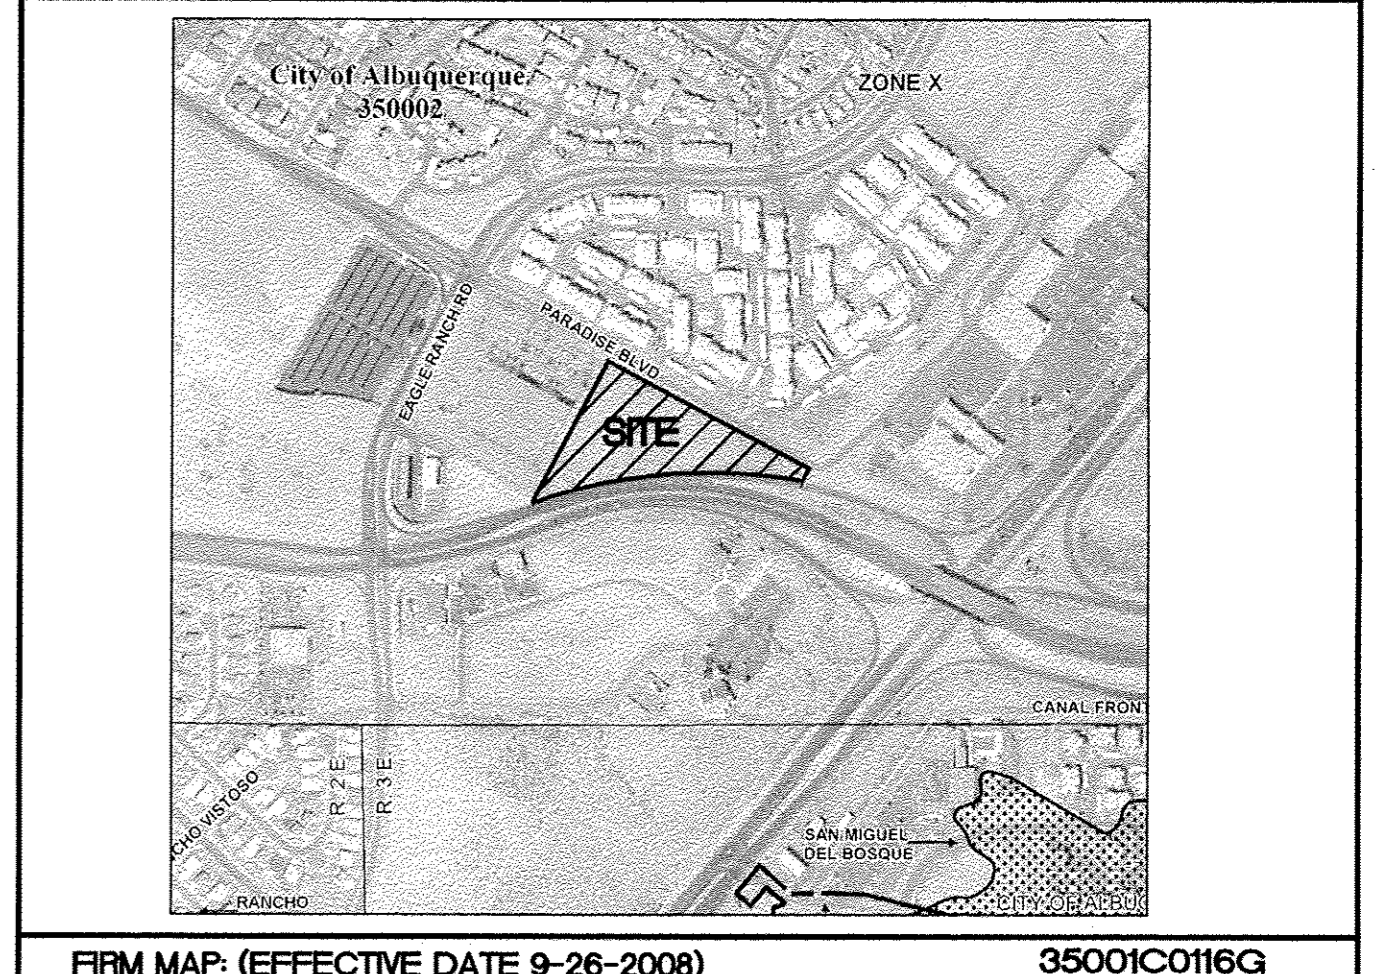 City of Albuquerque
350002
ZONE X
EAGLE RANCH RD
PARADISE BLVD
SITE
CANAL FRON
R 2 E
R 3 E
CHO VISTOSO
SAN MIGUEL
DEL BOSQUE
RANCHO
CITY OF ALBUQ
FIRM MAP: (EFFECTIVE DATE 9-26-2008)
35001C0116G